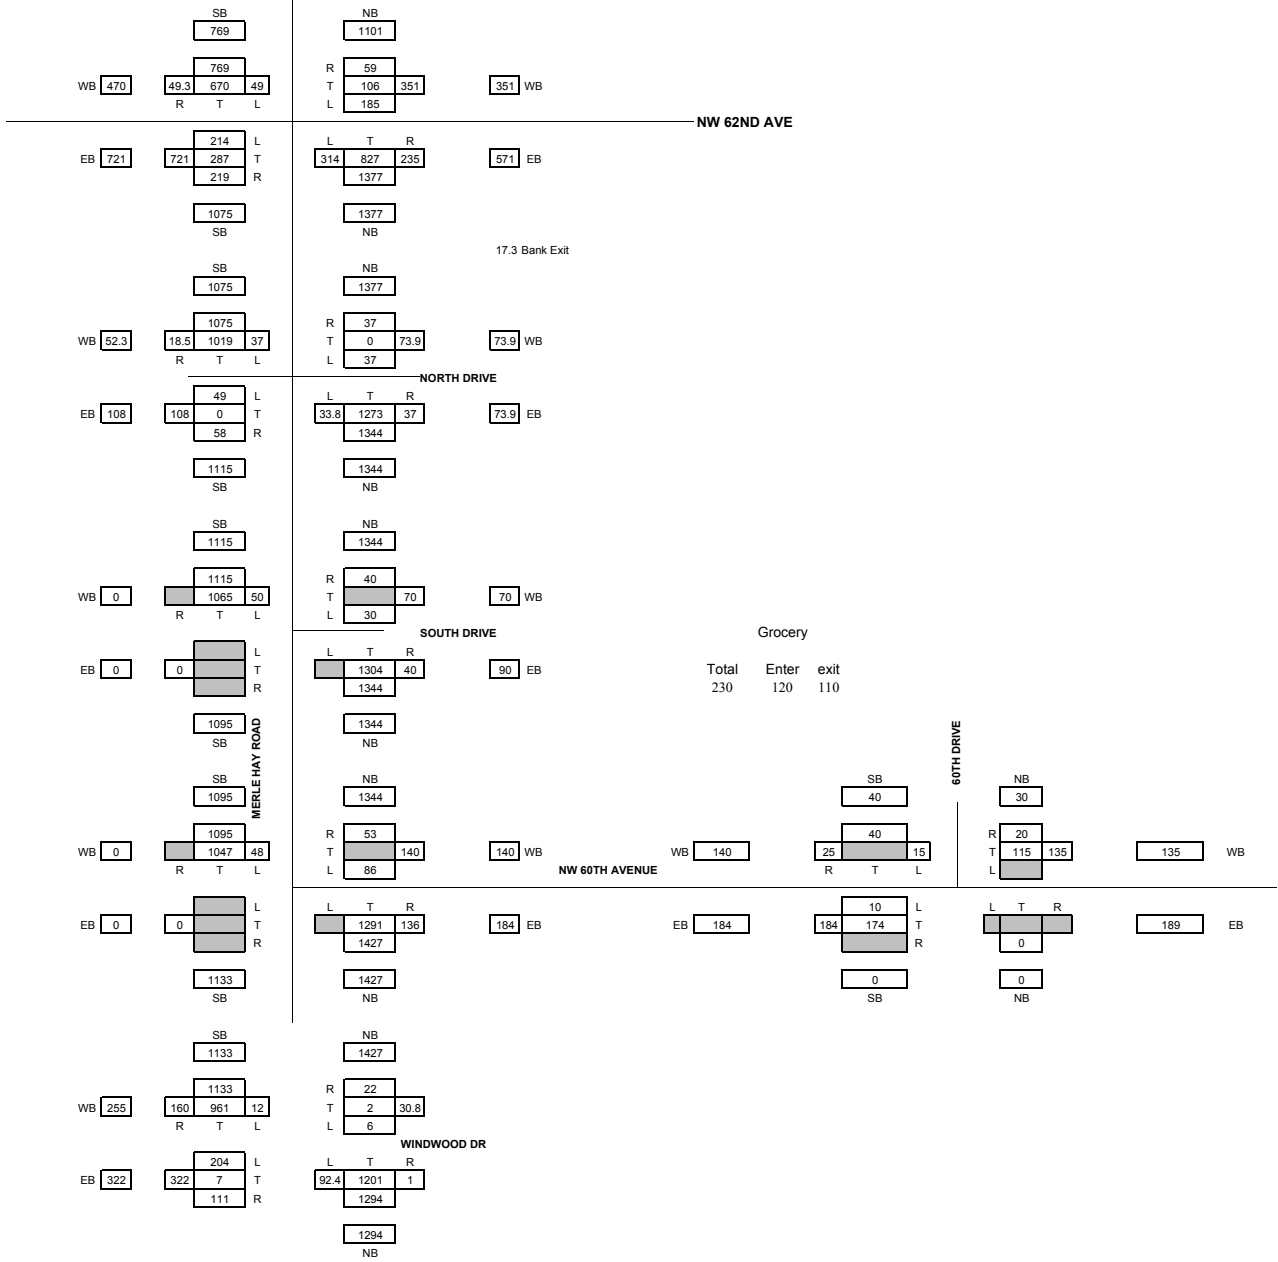 SB NB
769 1101
769 R 59
WB 470 49.3 670 49 T 106 351 351 WB
R T L L 185
NW 62ND AVE
214 L L T R
EB 721 721 287 T 314 827 235 571 EB
219 R 1377
1075 1377
SB NB
17.3 Bank Exit
SB NB
1075 1377
1075 R 37
WB 52.3 18.5 1019 37 T 0 73.9 73.9 WB
R T L L 37
NORTH DRIVE
49 L L T R
EB 108 108 0 T 33.8 1273 37 73.9 EB
58 R 1344
1115 1344
SB NB
SB NB
1115 1344
1115 R 40
WB 0 1065 50 T 70 70 WB
R T L L 30
SOUTH DRIVE Grocery
L L T R
EB 0 0 T 1304 40 90 EB Total Enter exit
R 1344 230 120 110
1095 1344
SB NB
MERLE HAY ROAD
60TH DRIVE
SB NB SB NB
1095 1344 40 30
1095 R 53 40 R 20
WB 0 1047 48 T 140 140 WB WB 140 25 15 T 115 135 135 WB
R T L L 86 NW 60TH AVENUE R T L L
L L T R 10 L L T R
EB 0 0 T 1291 136 184 EB EB 184 184 174 T 189 EB
R 1427 R 0
1133 1427 0 0
SB NB SB NB
SB NB
1133 1427
1133 R 22
WB 255 160 961 12 T 2 30.8
R T L L 6
WINDWOOD DR
204 L L T R
EB 322 322 7 T 92.4 1201 1
111 R 1294
1294
NB